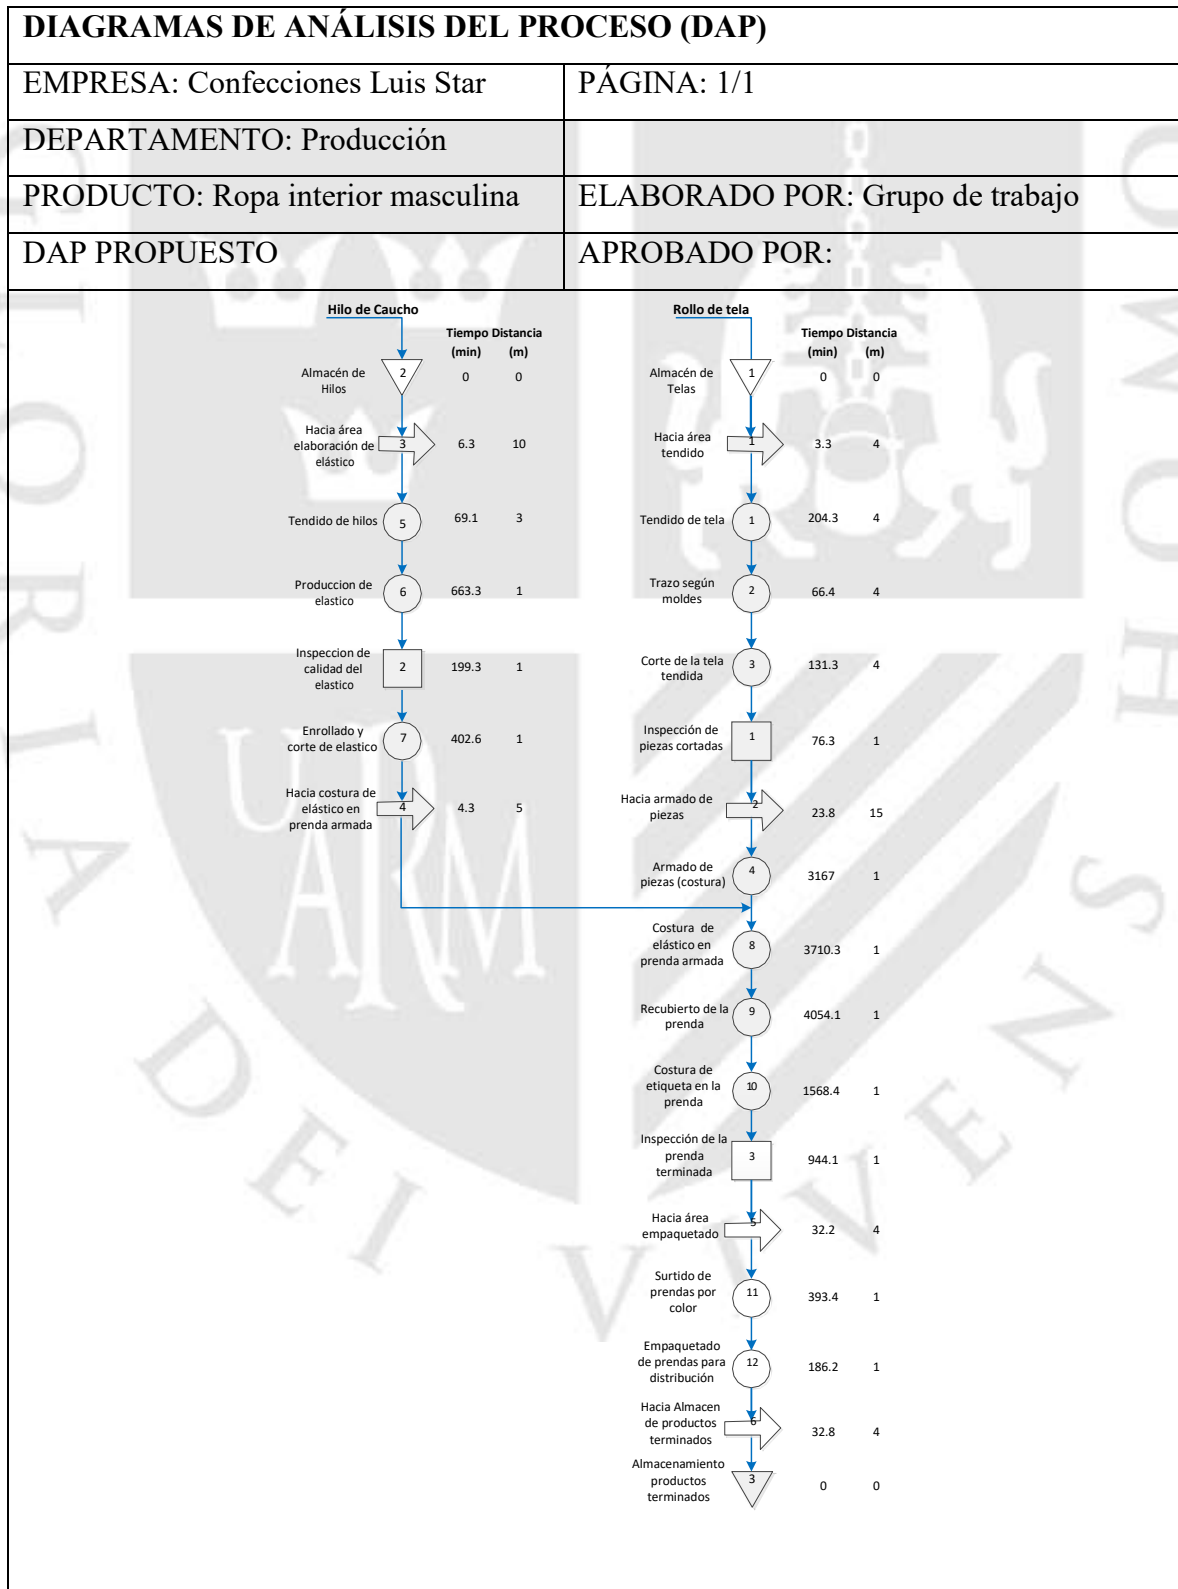 DIAGRAMAS DE ANÁLISIS DEL PROCESO (DAP)
EMPRESA: Confecciones Luis Star
PÁGINA: 1/1
DEPARTAMENTO: Producción
PRODUCTO: Ropa interior masculina
ELABORADO POR: Grupo de trabajo
DAP PROPUESTO
APROBADO POR:
Hilo de Caucho
Tiempo Distancia
(min) (m)
Almacén de
Hilos
2
0 0
Hacia área
elaboración de
elástico
3
6.3 10
Tendido de hilos
5
69.1 3
Produccion de
elastico
6
663.3 1
Inspeccion de
calidad del
elastico
2
199.3 1
Enrollado y
corte de elastico
7
402.6 1
Hacia costura de
elástico en
prenda armada
4
4.3 5
Rollo de tela
Tiempo Distancia
(min) (m)
Almacén de
Telas
1
0 0
Hacia área
tendido
1
3.3 4
Tendido de tela
1
204.3 4
Trazo según
moldes
2
66.4 4
Corte de la tela
tendida
3
131.3 4
Inspección de
piezas cortadas
1
76.3 1
Hacia armado de
piezas
2
23.8 15
Armado de
piezas (costura)
4
3167 1
Costura de
elástico en
prenda armada
8
3710.3 1
Recubierto de la
prenda
9
4054.1 1
Costura de
etiqueta en la
prenda
10
1568.4 1
Inspección de la
prenda
terminada
3
944.1 1
Hacia área
empaquetado
5
32.2 4
Surtido de
prendas por
color
11
393.4 1
Empaquetado
de prendas para
distribución
12
186.2 1
Hacia Almacen
de productos
terminados
6
32.8 4
Almacenamiento
productos
terminados
3
0 0